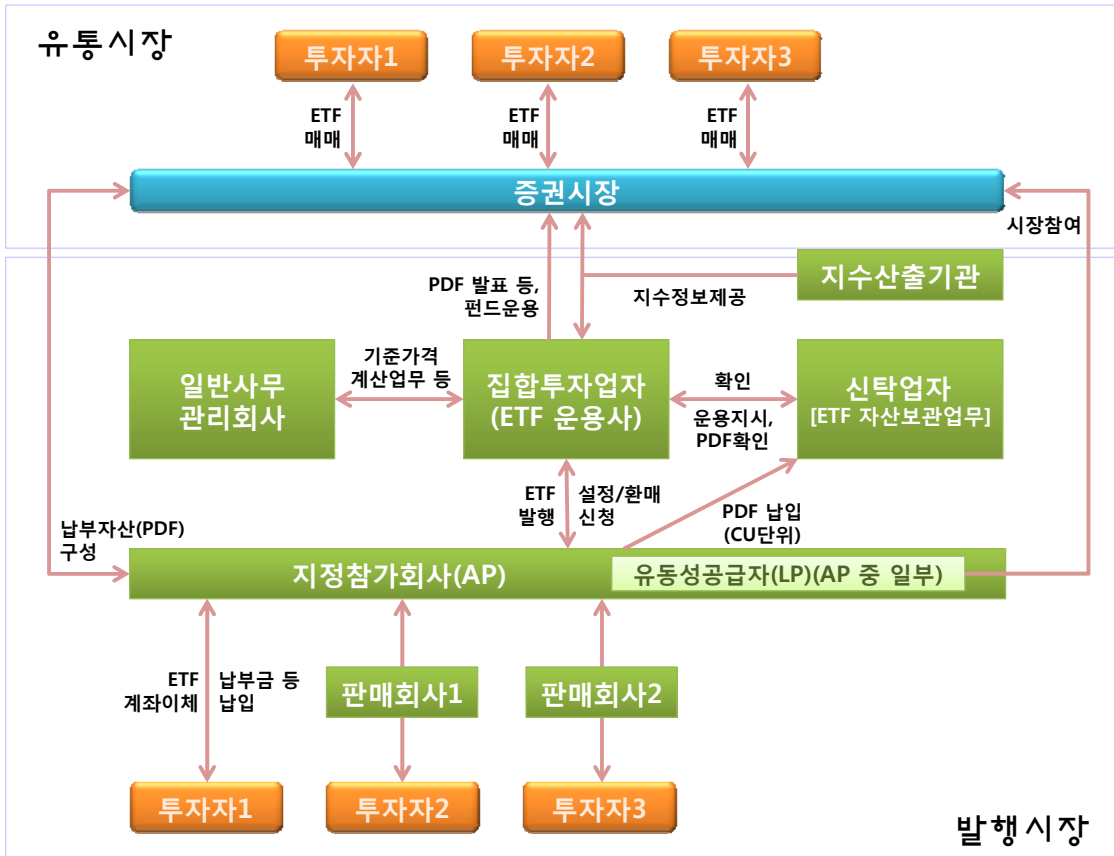 유통시장
투자자1
투자자2
투자자3
ETF
매매
ETF
매매
ETF
매매
증권시장
시장참여
PDF 발표 등,
펀드운용
지수정보제공
지수산출기관
일반사무
관리회사
기준가격
계산업무 등
집합투자업자
(ETF 운용사)
확인
운용지시,
PDF확인
신탁업자
[ETF 자산보관업무]
ETF
발행
설정/환매
신청
PDF 납입
(CU단위)
납부자산(PDF)
구성
지정참가회사(AP)
유동성공급자(LP)(AP 중 일부)
ETF
계좌이체
납부금 등
납입
판매회사1
판매회사2
투자자1
투자자2
투자자3
발행시장